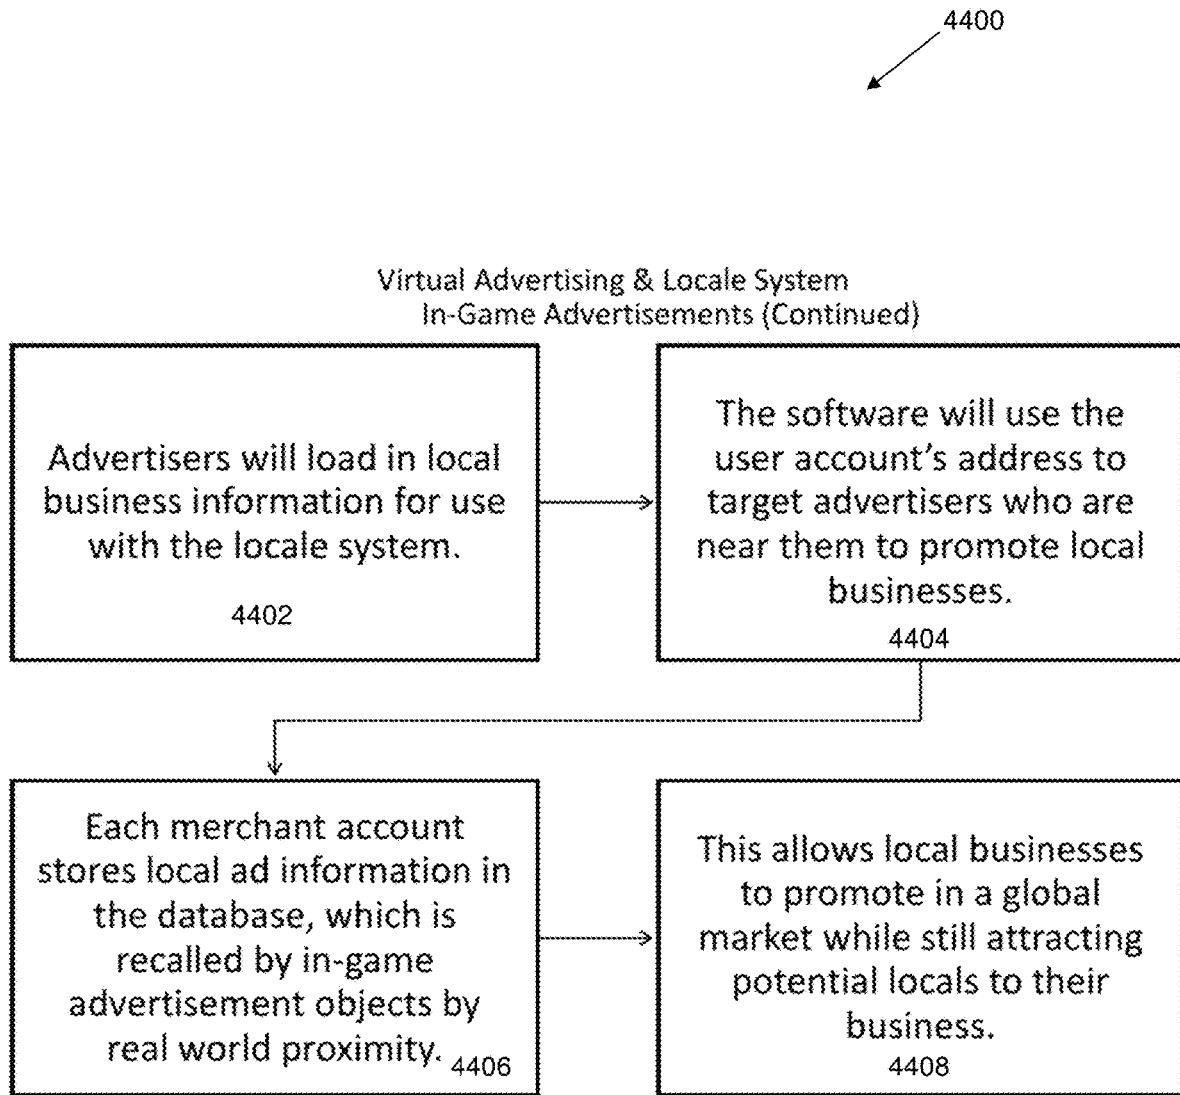 4400
Virtual Advertising & Locale System
In-Game Advertisements (Continued)
Advertisers will load in local
business information for use
with the locale system.
4402
The software will use the
user account's address to
target advertisers who are
near them to promote local
businesses.
4404
Each merchant account
stores local ad information in
the database, which is
recalled by in-game
advertisement objects by
real world proximity. 4406
This allows local businesses
to promote in a global
market while still attracting
potential locals to their
business.
4408